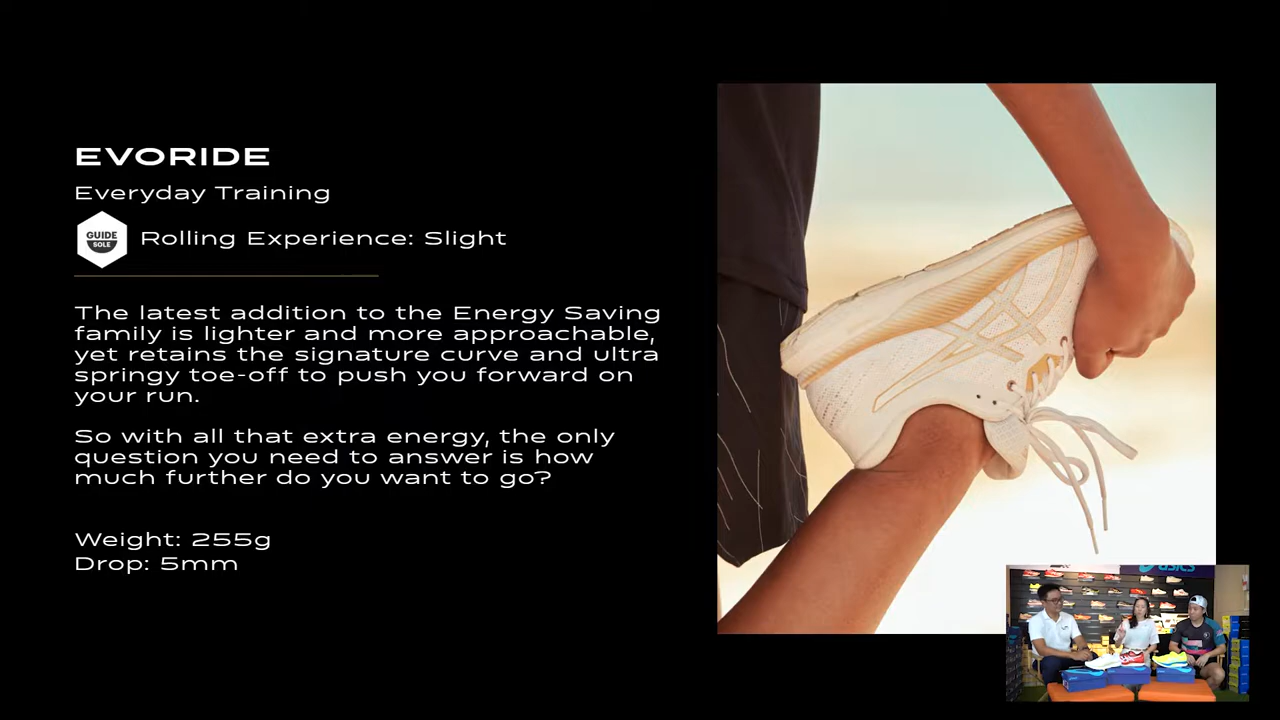 EVORIDE
Everyday Training
GUIDE
SOLE
Rolling Experience: Slight
The latest addition to the Energy Saving
family is lighter and more approachable,
yet retains the signature curve and ultra
springy toe-off to push you forward on
your run.
So with all that extra energy, the only
question you need to answer is how
much further do you want to go?
Weight: 255g
Drop: 5mm
asics